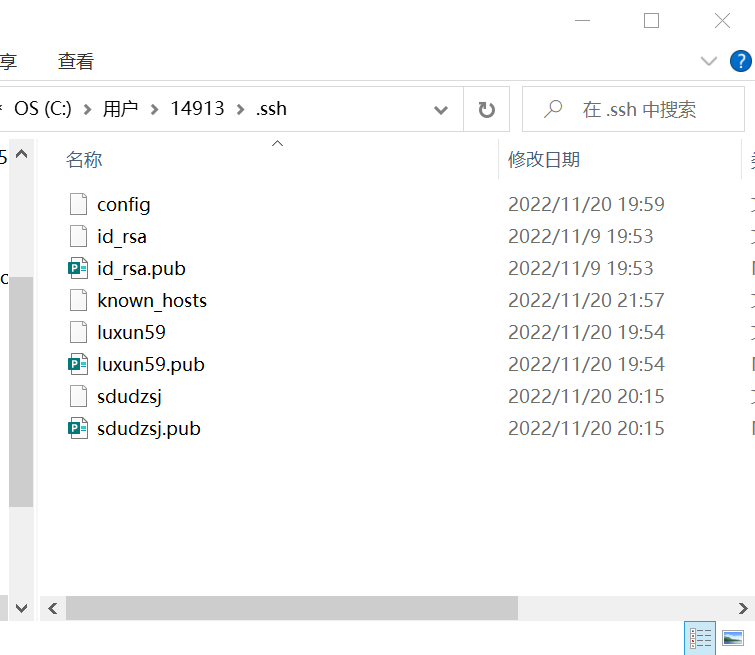 享 查看
OS (C:) 用户 14913 .ssh 在 .ssh 中搜索
名称 修改日期
config 2022/11/20 19:59
id_rsa 2022/11/9 19:53
id_rsa.pub 2022/11/9 19:53
known_hosts 2022/11/20 21:57
luxun59 2022/11/20 19:54
luxun59.pub 2022/11/20 19:54
sdudzsj 2022/11/20 20:15
sdudzsj.pub 2022/11/20 20:15